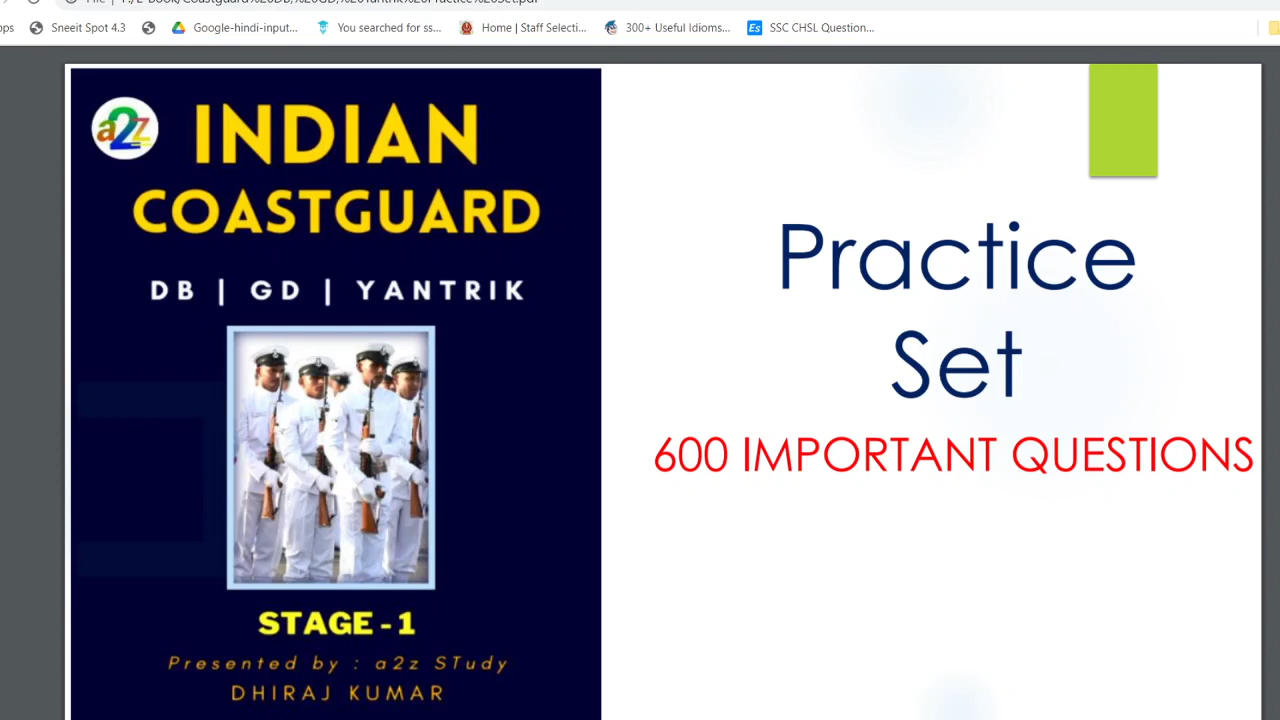 Sneeit Spot 4.3
Google-hindi-input...
You searched for ss...
Home | Staff Selecti...
300+ Useful Idioms...
Es
SSC CHSL Question...
a2z
INDIAN
COASTGUARD
DB | GD | YANTRIK
STAGE - 1
Presented by : a2z STudy
DHIRAJ KUMAR
Practice
Set
600 IMPORTANT QUESTIONS